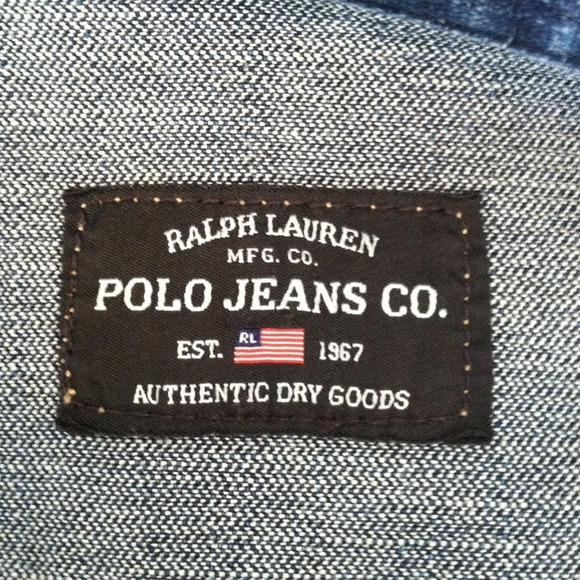 RALPH LAUREN
MFG. CO.
POLO JEANS CO.
EST. RL 1967
AUTHENTIC DRY GOODS